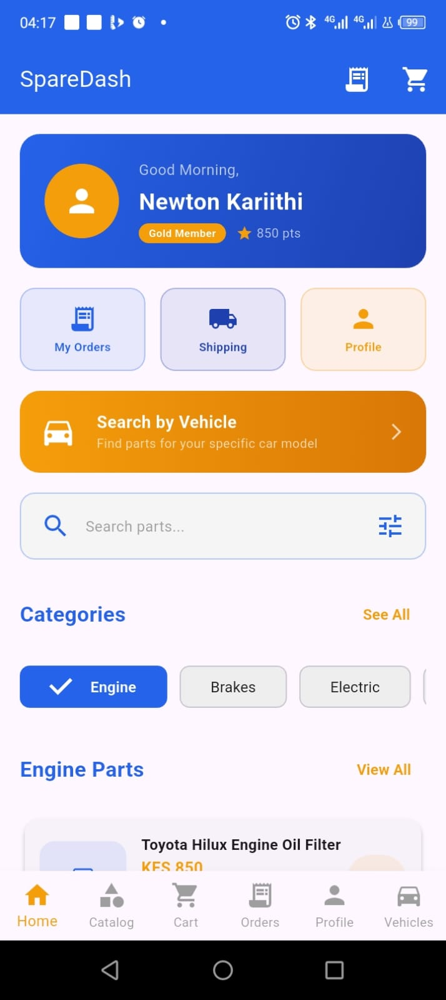 04:17 4G 4G 99
SpareDash
Good Morning,
Newton Kariithi
Gold Member 850 pts
My Orders Shipping Profile
Search by Vehicle
Find parts for your specific car model
Search parts...
Categories See All
Engine Brakes Electric
Engine Parts View All
Toyota Hilux Engine Oil Filter
KES 850
Home Catalog Cart Orders Profile Vehicles